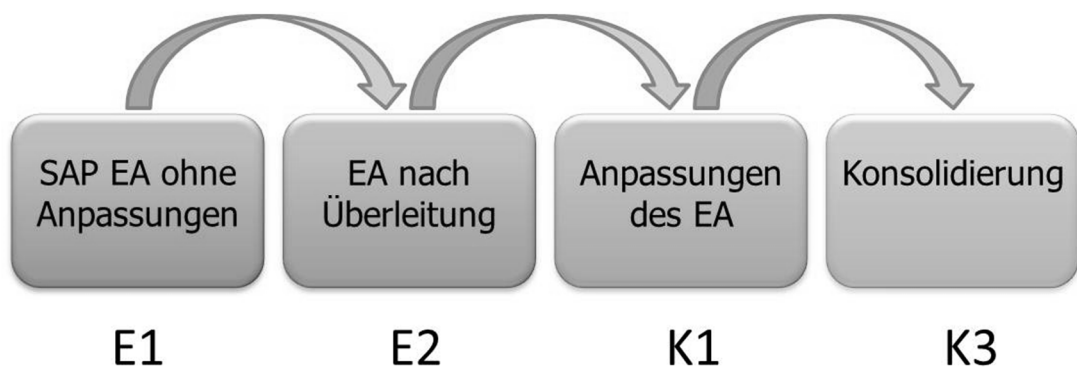 SAP EA ohne
Anpassungen
EA nach
Überleitung
Anpassungen
des EA
Konsolidierung
E1
E2
K1
K3